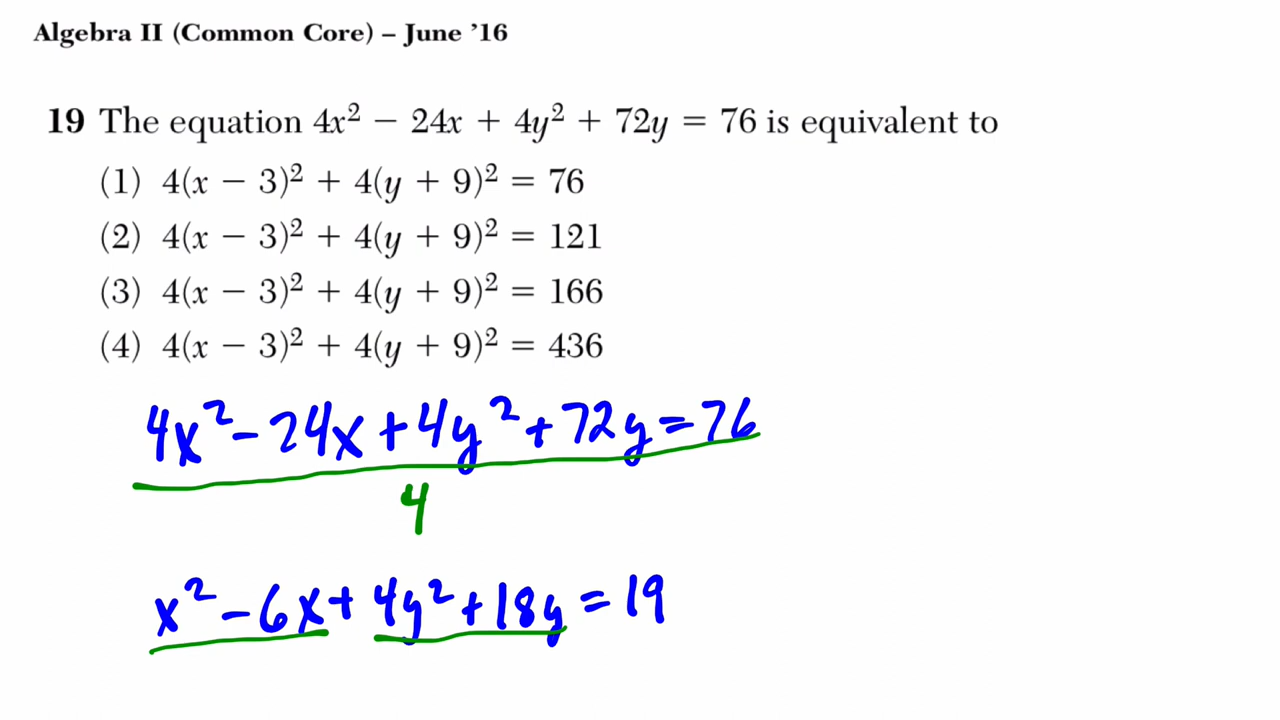 Algebra II (Common Core) – June ’16
19 The equation 4x² − 24x + 4y² + 72y = 76 is equivalent to
(1) 4(x − 3)² + 4(y + 9)² = 76
(2) 4(x − 3)² + 4(y + 9)² = 121
(3) 4(x − 3)² + 4(y + 9)² = 166
(4) 4(x − 3)² + 4(y + 9)² = 436
4x² − 24x + 4y² + 72y = 76
4
x² − 6x + 4y² + 18y = 19